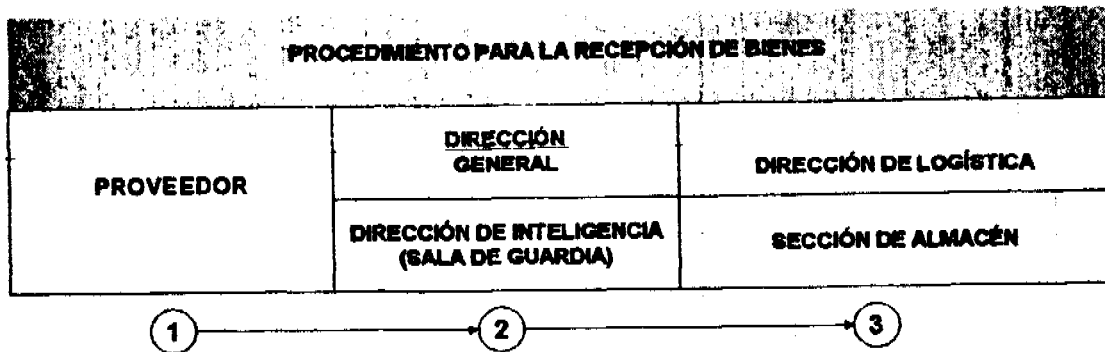 PROCEDIMIENTO PARA LA RECEPCIÓN DE BIENES
PROVEEDOR
DIRECCIÓN
GENERAL
DIRECCIÓN DE LOGÍSTICA
DIRECCIÓN DE INTELIGENCIA
(SALA DE GUARDIA)
SECCIÓN DE ALMACÉN
1
2
3